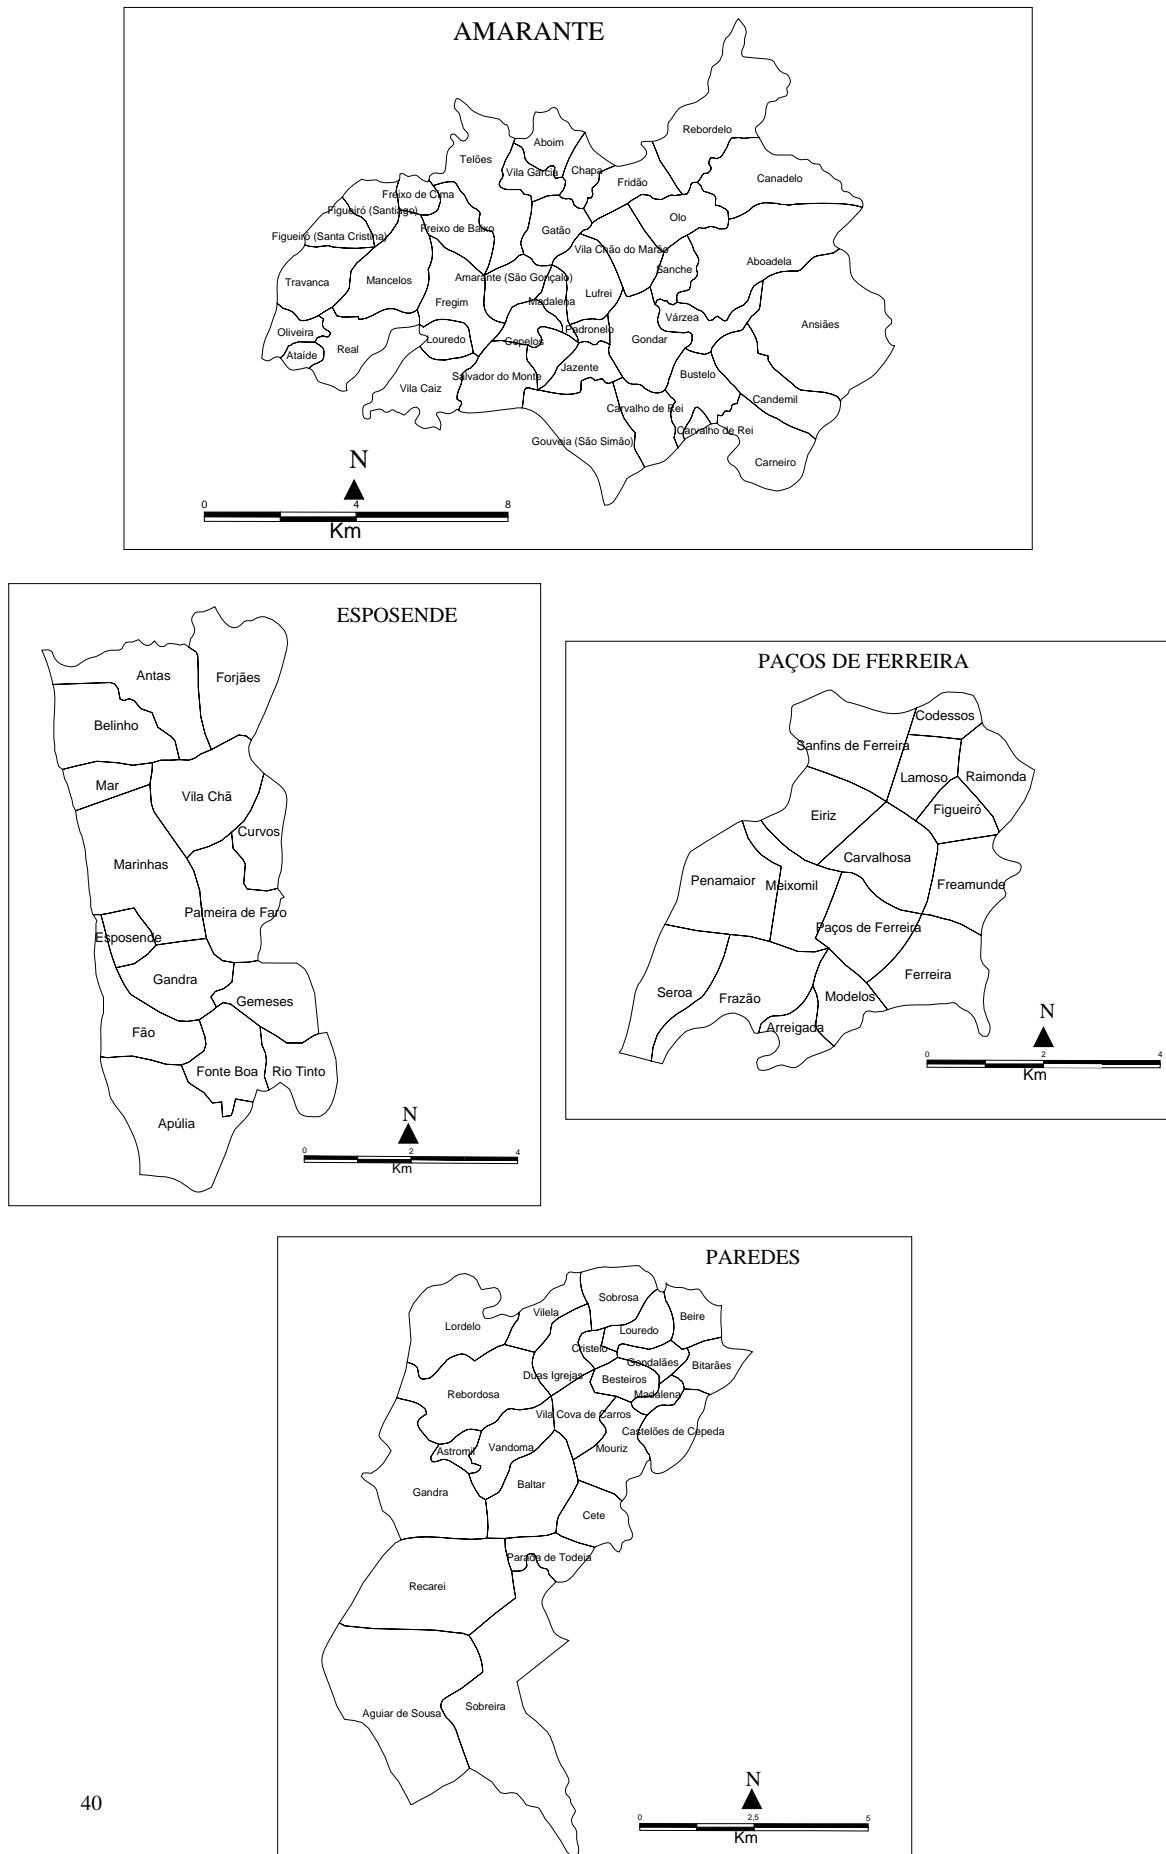 AMARANTE
Rebordelo
Aboim
Telões
Vila Garcia
Chapa
Canadelo
Fridão
Freixo de Cima
Figueiró (Santiago)
Olo
Freixo de Baixo
Gatão
Figueiró (Santa Cristina)
Vila Chão do Marão
Aboadela
Sanche
Travanca
Mancelos
Amarante (São Gonçalo)
Lufrei
Fregim
Madalena
Várzea
Ansiães
Oliveira
Padronelo
Louredo
Gepelos
Gondar
Real
Ataíde
Jazente
Bustelo
Salvador do Monte
Vila Caiz
Candemil
Carvalho de Rei
Carvalho de Rei
Gouveia (São Simão)
Carneiro
N
0 4 8
Km
ESPOSENDE
Antas
Forjães
Belinho
Mar
Vila Chã
Curvos
Marinhas
Palmeira de Faro
Esposende
Gandra
Gemeses
Fão
Fonte Boa
Rio Tinto
Apúlia
N
0 2 4
Km
PAÇOS DE FERREIRA
Codessos
Sanfins de Ferreira
Lamoso
Raimonda
Eiriz
Figueiró
Carvalhosa
Penamaior
Meixomil
Freamunde
Paços de Ferreira
Ferreira
Seroa
Frazão
Modelos
Arreigada
N
0 2 4
Km
PAREDES
Sobrosa
Vilela
Beire
Lordelo
Louredo
Cristelo
Gondalães
Bitarães
Duas Igrejas
Besteiros
Rebordosa
Madalena
Vila Cova de Carros
Castelões de Cepeda
Astromil
Vandoma
Mouriz
Gandra
Baltar
Cete
Parada de Todeia
Recarei
Aguiar de Sousa
Sobreira
N
0 2,5 5
Km
40